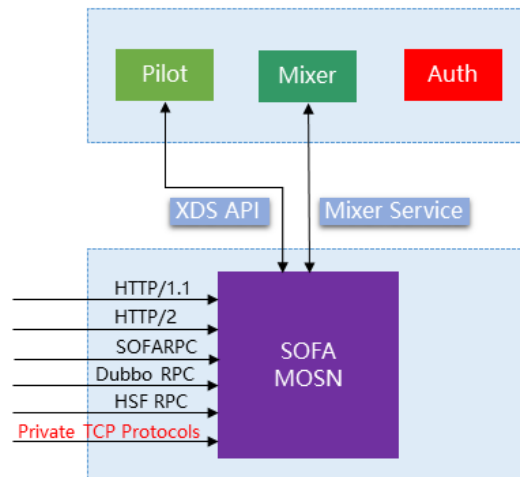 Pilot
Mixer
Auth
XDS API
Mixer Service
HTTP/1.1
HTTP/2
SOFARPC
Dubbo RPC
HSF RPC
Private TCP Protocols
SOFA
MOSN